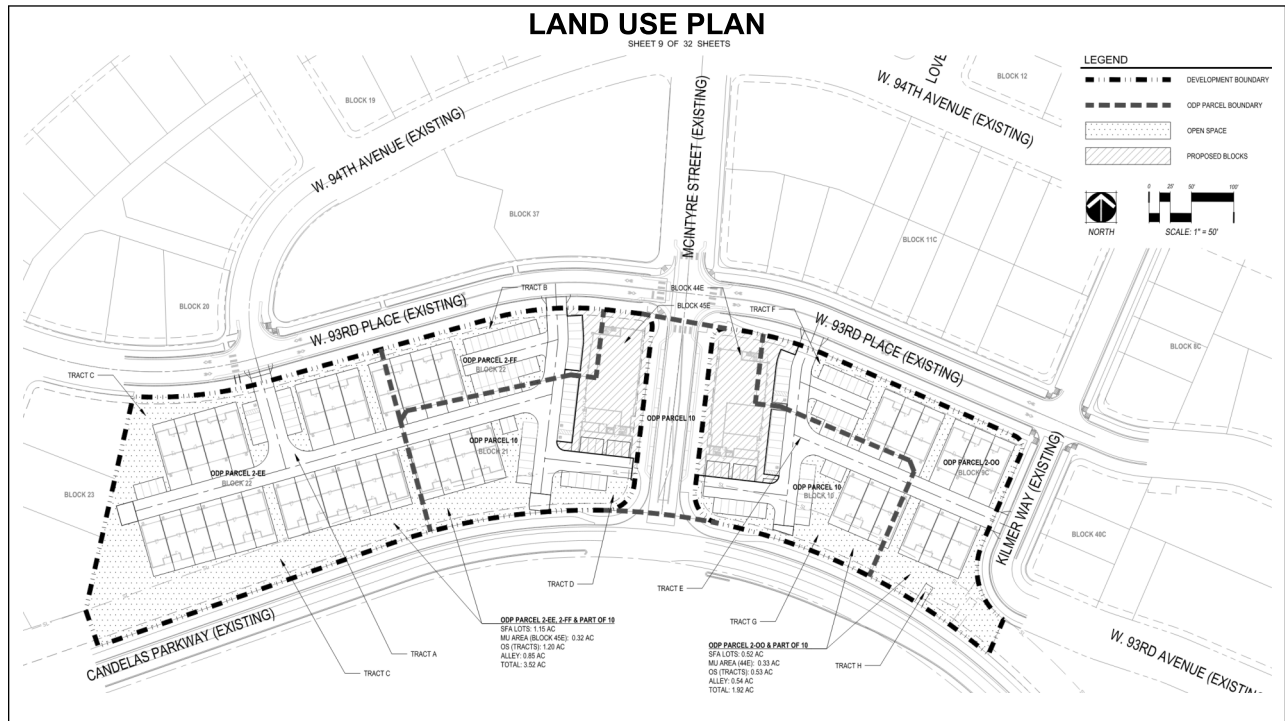 LAND USE PLAN
SHEET 9 OF 32 SHEETS
LEGEND
DEVELOPMENT BOUNDARY
ODP PARCEL BOUNDARY
OPEN SPACE
PROPOSED BLOCKS
0 25' 50' 100'
NORTH
SCALE: 1" = 50'
BLOCK 19
W. 94TH AVENUE (EXISTING)
MCINTYRE STREET (EXISTING)
LOVE
BLOCK 12
W. 94TH AVENUE (EXISTING)
BLOCK 37
BLOCK 11C
BLOCK 20
W. 93RD PLACE (EXISTING)
TRACT B
BLOCK 44E
BLOCK 45E
TRACT F
W. 93RD PLACE (EXISTING)
BLOCK 8C
TRACT C
ODP PARCEL 2-FF
BLOCK 22
ODP PARCEL 10
ODP PARCEL 10
BLOCK 21
ODP PARCEL 2-EE
BLOCK 22
BLOCK 23
ODP PARCEL 2-OO
BLOCK 9C
ODP PARCEL 10
BLOCK 10
KILMER WAY (EXISTING)
BLOCK 40C
TRACT D
TRACT E
TRACT G
TRACT H
TRACT A
TRACT C
CANDELAS PARKWAY (EXISTING)
W. 93RD AVENUE (EXISTIN
ODP PARCEL 2-EE, 2-FF & PART OF 10
SFA LOTS: 1.15 AC
MU AREA (BLOCK 45E): 0.32 AC
OS (TRACTS): 1.20 AC
ALLEY: 0.85 AC
TOTAL: 3.52 AC
ODP PARCEL 2-OO & PART OF 10
SFA LOTS: 0.52 AC
MU AREA (44E): 0.33 AC
OS (TRACTS): 0.53 AC
ALLEY: 0.54 AC
TOTAL: 1.92 AC